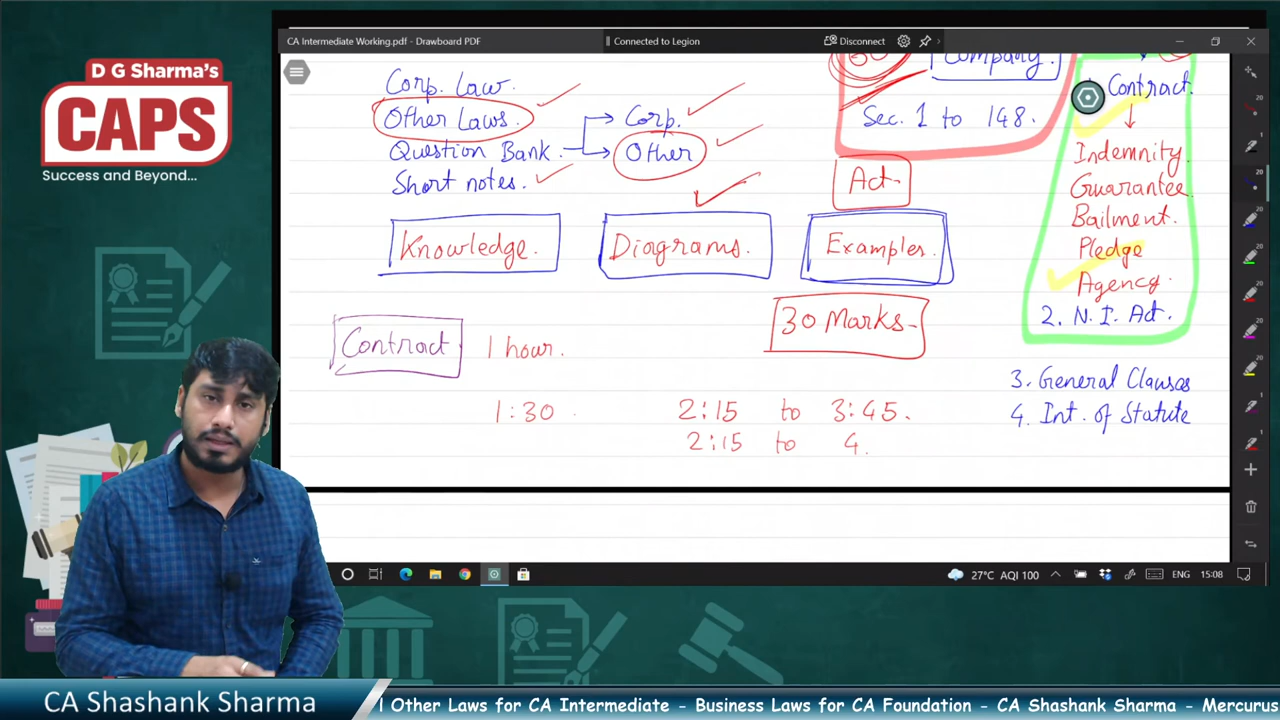 D G Sharma's
CAPS
Success and Beyond...
CA Intermediate Working.pdf - Drawboard PDF
Connected to Legion
Disconnect
Corp. Law.
Other Laws.
Question Bank
Short notes.
Corp.
Other
Company.
Sec. 1 to 148.
Act.
Contract.
Indemnity.
Guarantee
Bailment.
Pledge
Agency.
2. N. I. Act.
3. General Clauses
4. Int. of Statute
Knowledge.
Diagrams.
Examples.
30 Marks.
Contract
1 hour.
1:30
2:15 to 3:45.
2:15 to 4.
27°C AQI 100
ENG
15:08
CA Shashank Sharma
Other Laws for CA Intermediate - Business Laws for CA Foundation - CA Shashank Sharma - Mercurus